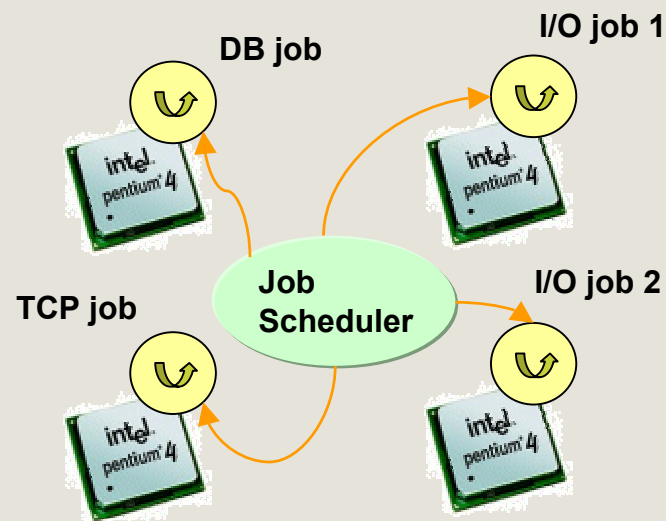 I/O job 1
DB job
intel
pentium 4
intel
pentium 4
Job
Scheduler
I/O job 2
TCP job
intel
pentium 4
intel
pentium 4